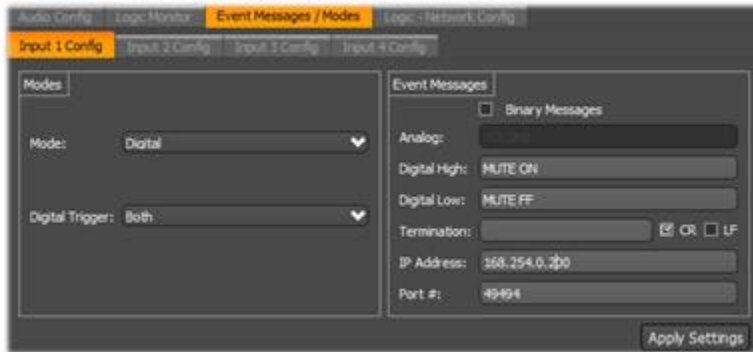 Audio Config Logic Monitor Event Messages / Modes Logic - Network Config
Input 1 Config Input 2 Config Input 3 Config Input 4 Config
Modes
Mode: Digital
Digital Trigger: Both
Event Messages
Binary Messages
Analog:
Digital High: MUTE ON
Digital Low: MUTE FF
Termination: CR LF
IP Address: 168.254.0.200
Port #: 49494
Apply Settings